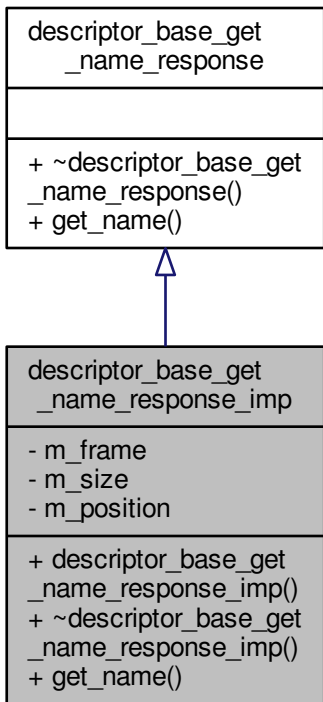 descriptor_base_get
_name_response
+ ~descriptor_base_get
_name_response()
+ get_name()
descriptor_base_get
_name_response_imp
- m_frame
- m_size
- m_position
+ descriptor_base_get
_name_response_imp()
+ ~descriptor_base_get
_name_response_imp()
+ get_name()